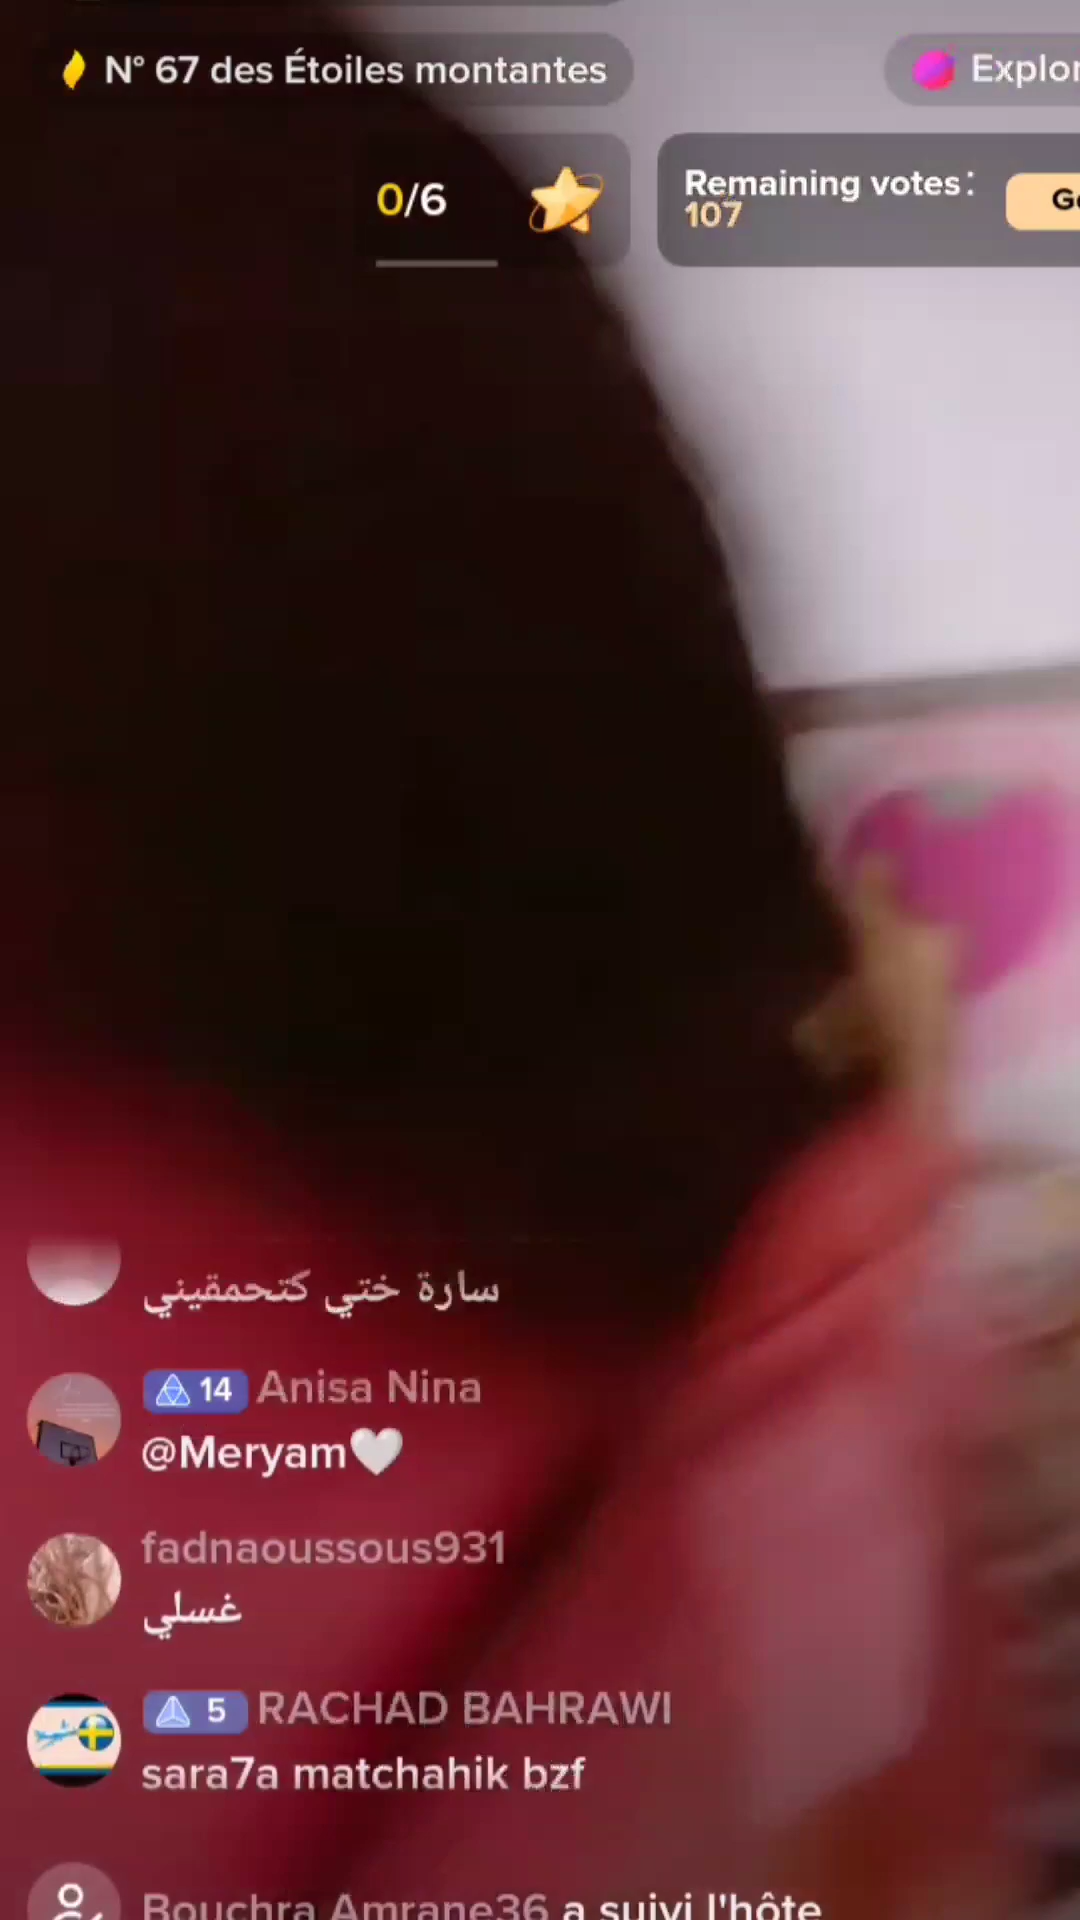 N° 67 des Étoiles montantes
Explor
0/6
Remaining votes:
107
G
سارة ختي كتحمقيني
14 Anisa Nina
@Meryam🤍
fadnaoussous931
غسلي
5 RACHAD BAHRAWI
sara7a matchahik bzf
Bouchra Amrane36 a suivi l'hôte